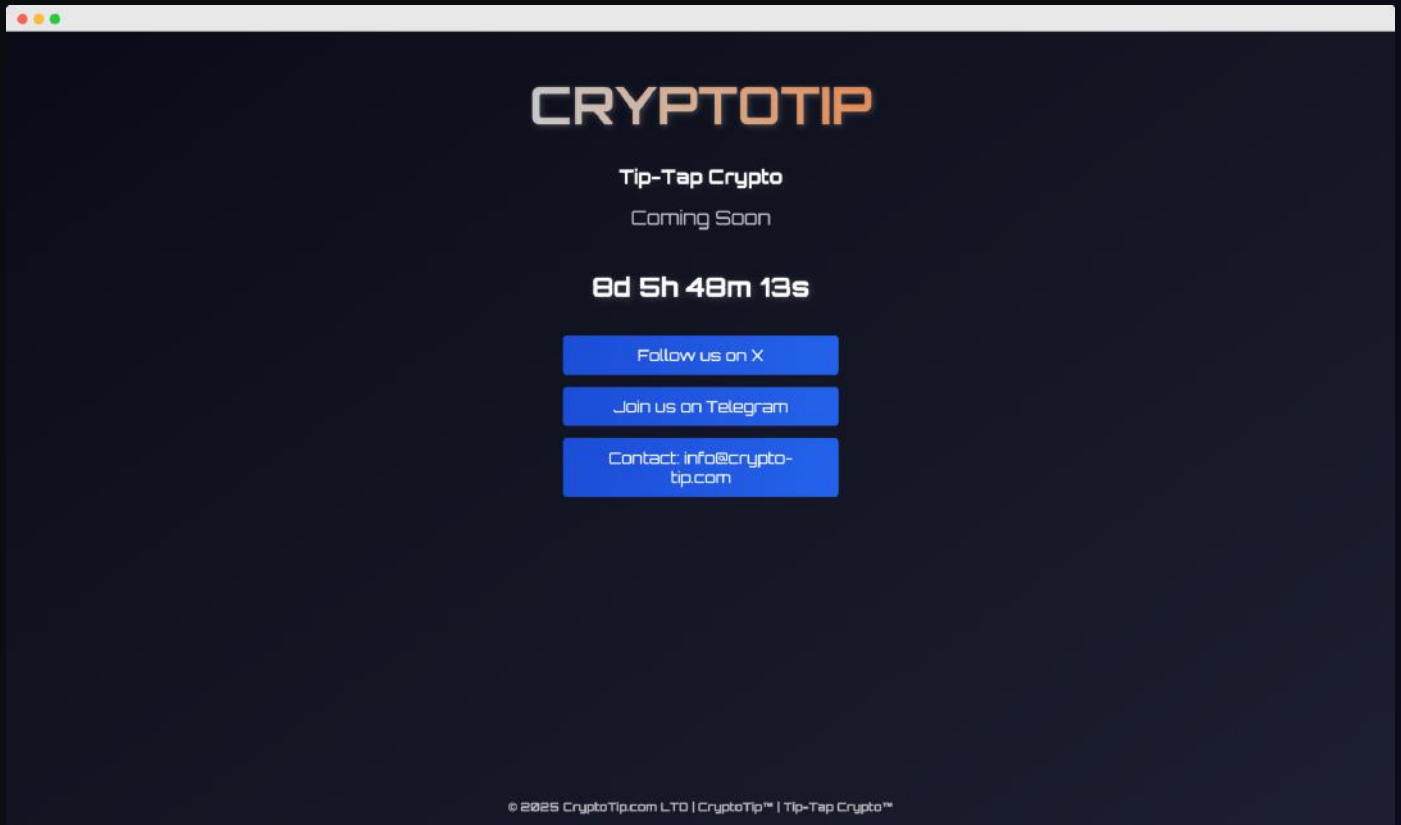 CRYPTOTIP
Tip-Tap Crypto
Coming Soon
8d 5h 48m 13s
Follow us on X
Join us on Telegram
Contact: info@crypto-
tip.com
© 2025 CryptoTip.com LTD | CryptoTip™ | Tip-Tap Crypto™